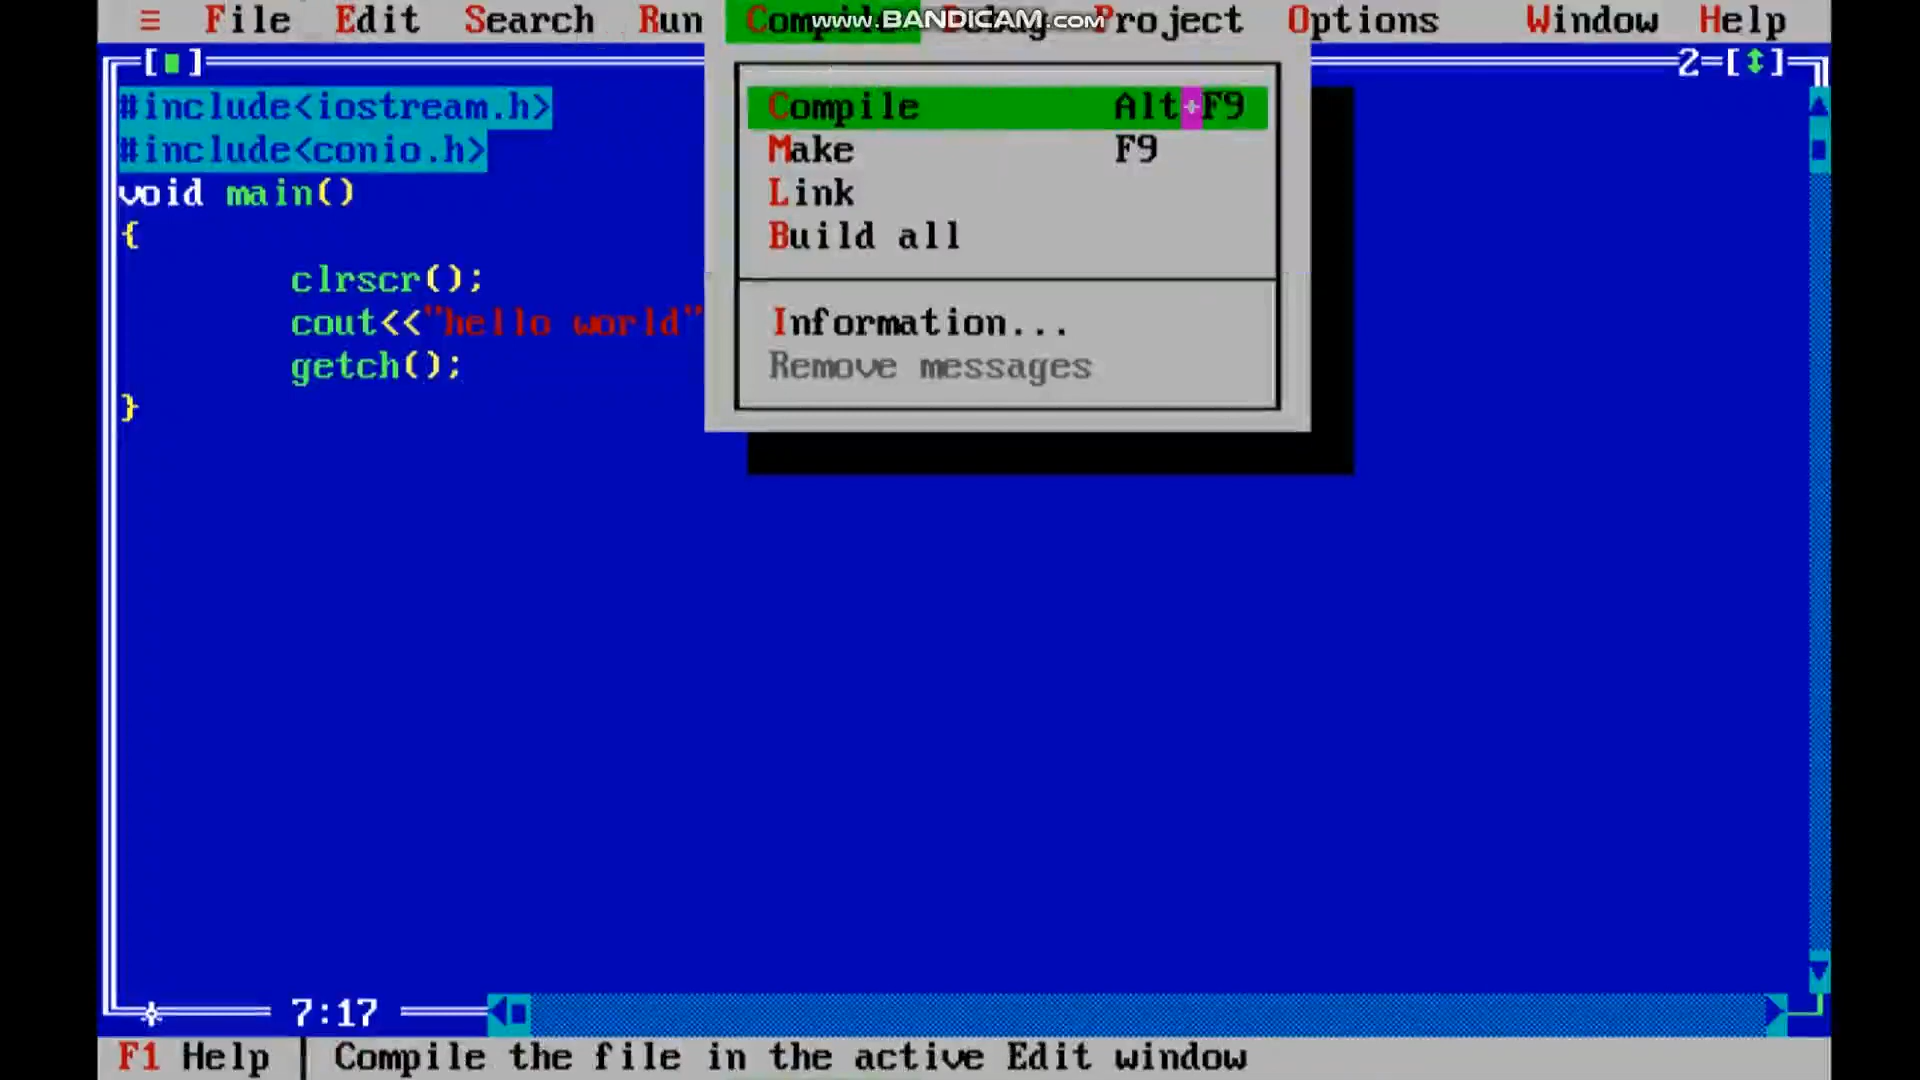 ≡ File Edit Search Run Compile Debug Project Options Window Help
www.BANDICAM.com
[■] 2=[↕]
#include<iostream.h>
#include<conio.h>
void main()
{
clrscr();
cout<<"hello world"
getch();
}
Compile Alt+F9
Make F9
Link
Build all
Information...
Remove messages
7:17
F1 Help | Compile the file in the active Edit window